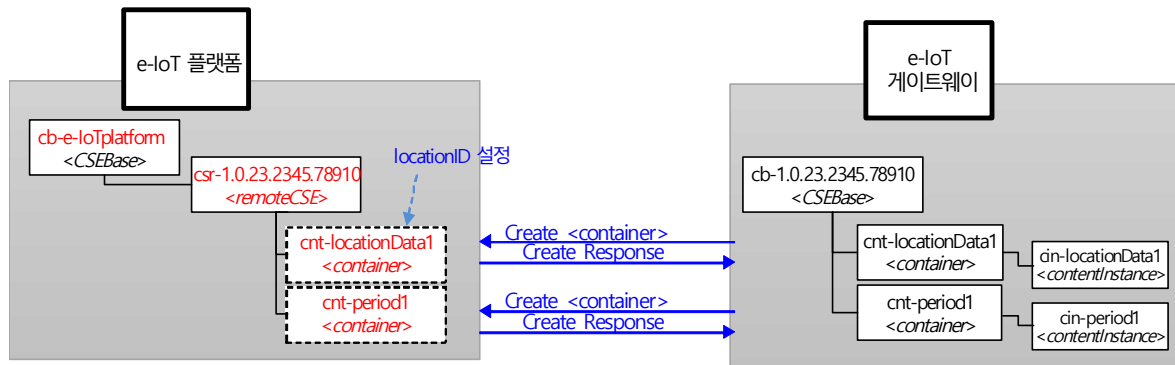 e-IoT 플랫폼
cb-e-IoTplatform
<CSEBase>
csr-1.0.23.2345.78910
<remoteCSE>
locationID 설정
cnt-locationData1
<container>
cnt-period1
<container>
Create <container>
Create Response
Create <container>
Create Response
e-IoT
게이트웨이
cb-1.0.23.2345.78910
<CSEBase>
cnt-locationData1
<container>
cin-locationData1
<contentInstance>
cnt-period1
<container>
cin-period1
<contentInstance>